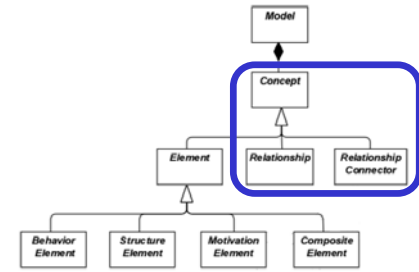 Model
Concept
Element
Relationship
Relationship
Connector
Behavior
Element
Structure
Element
Motivation
Element
Composite
Element